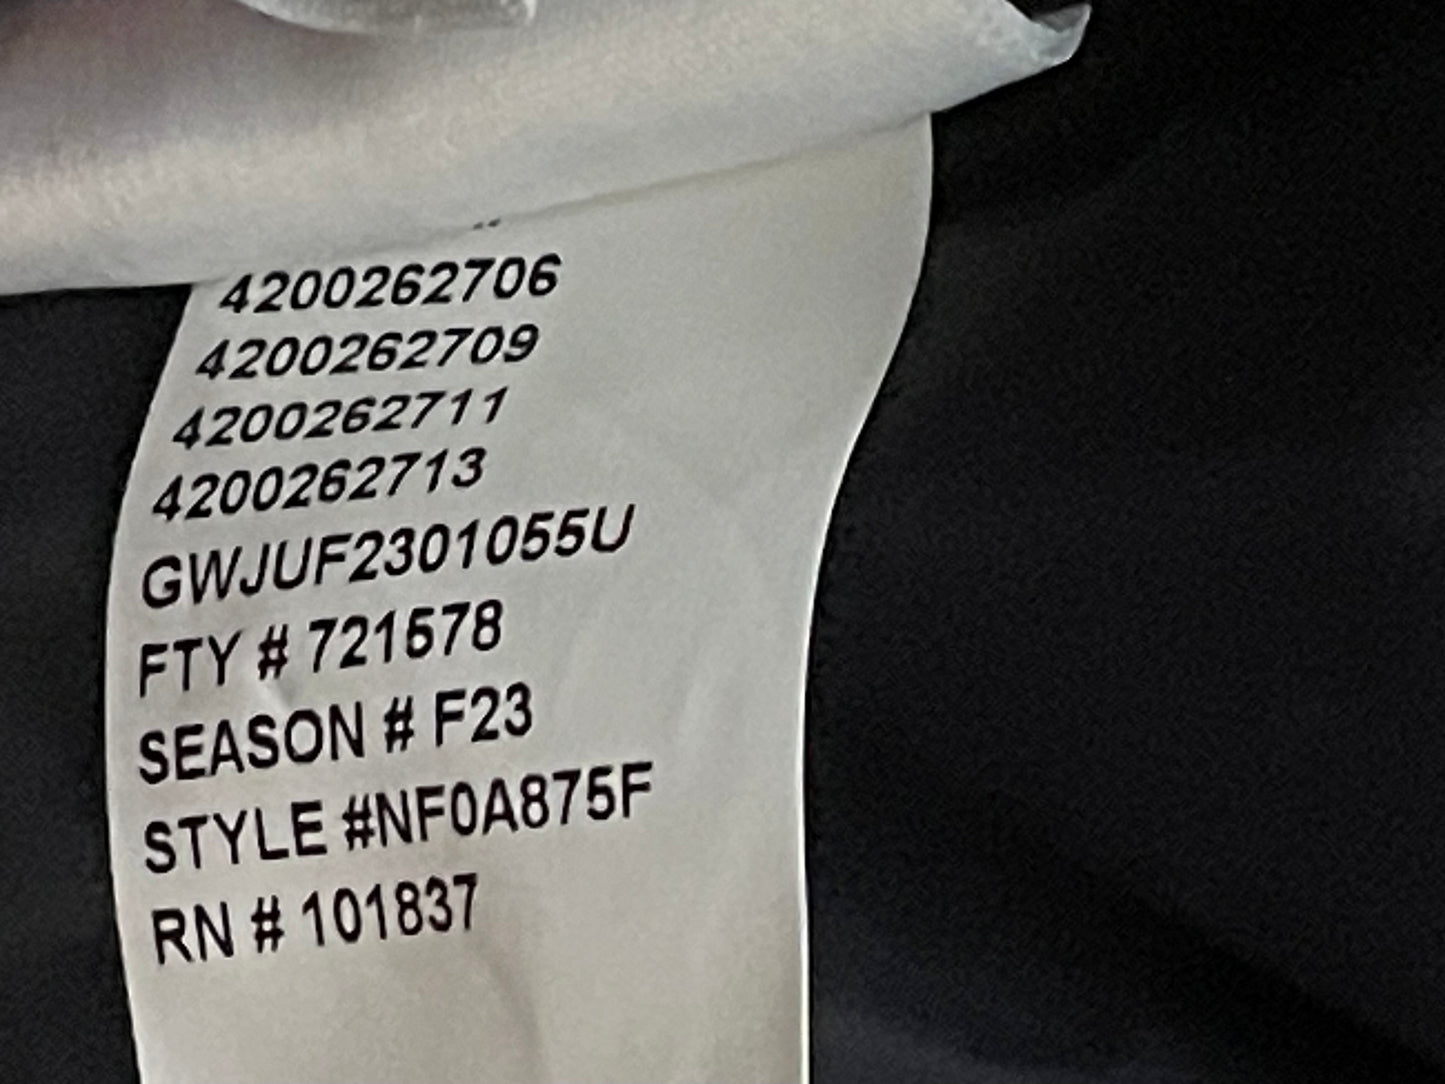 4200262706
4200262709
4200262711
4200262713
GWJUF2301055U
FTY # 721578
SEASON # F23
STYLE #NF0A875F
RN # 101837